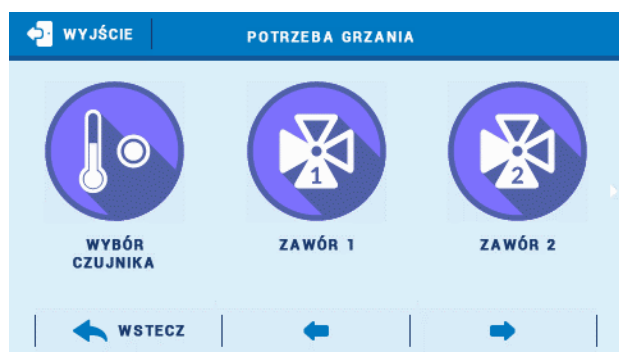 WYJŚCIE
POTRZEBA GRZANIA
1
2
WYBÓR
CZUJNIKA
ZAWÓR 1
ZAWÓR 2
WSTECZ